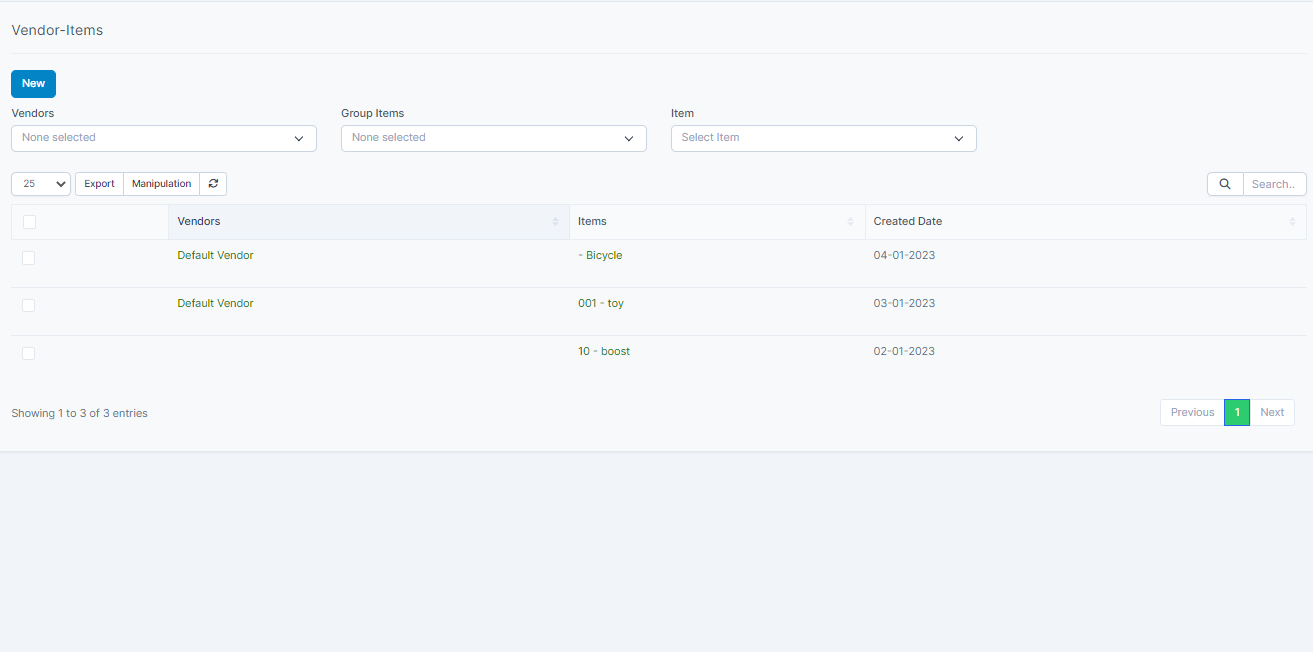 Vendor-Items
New
Vendors Group Items Item
None selected None selected Select Item
25 Export Manipulation Search..
Vendors Items Created Date
Default Vendor - Bicycle 04-01-2023
Default Vendor 001 - toy 03-01-2023
10 - boost 02-01-2023
Showing 1 to 3 of 3 entries Previous 1 Next